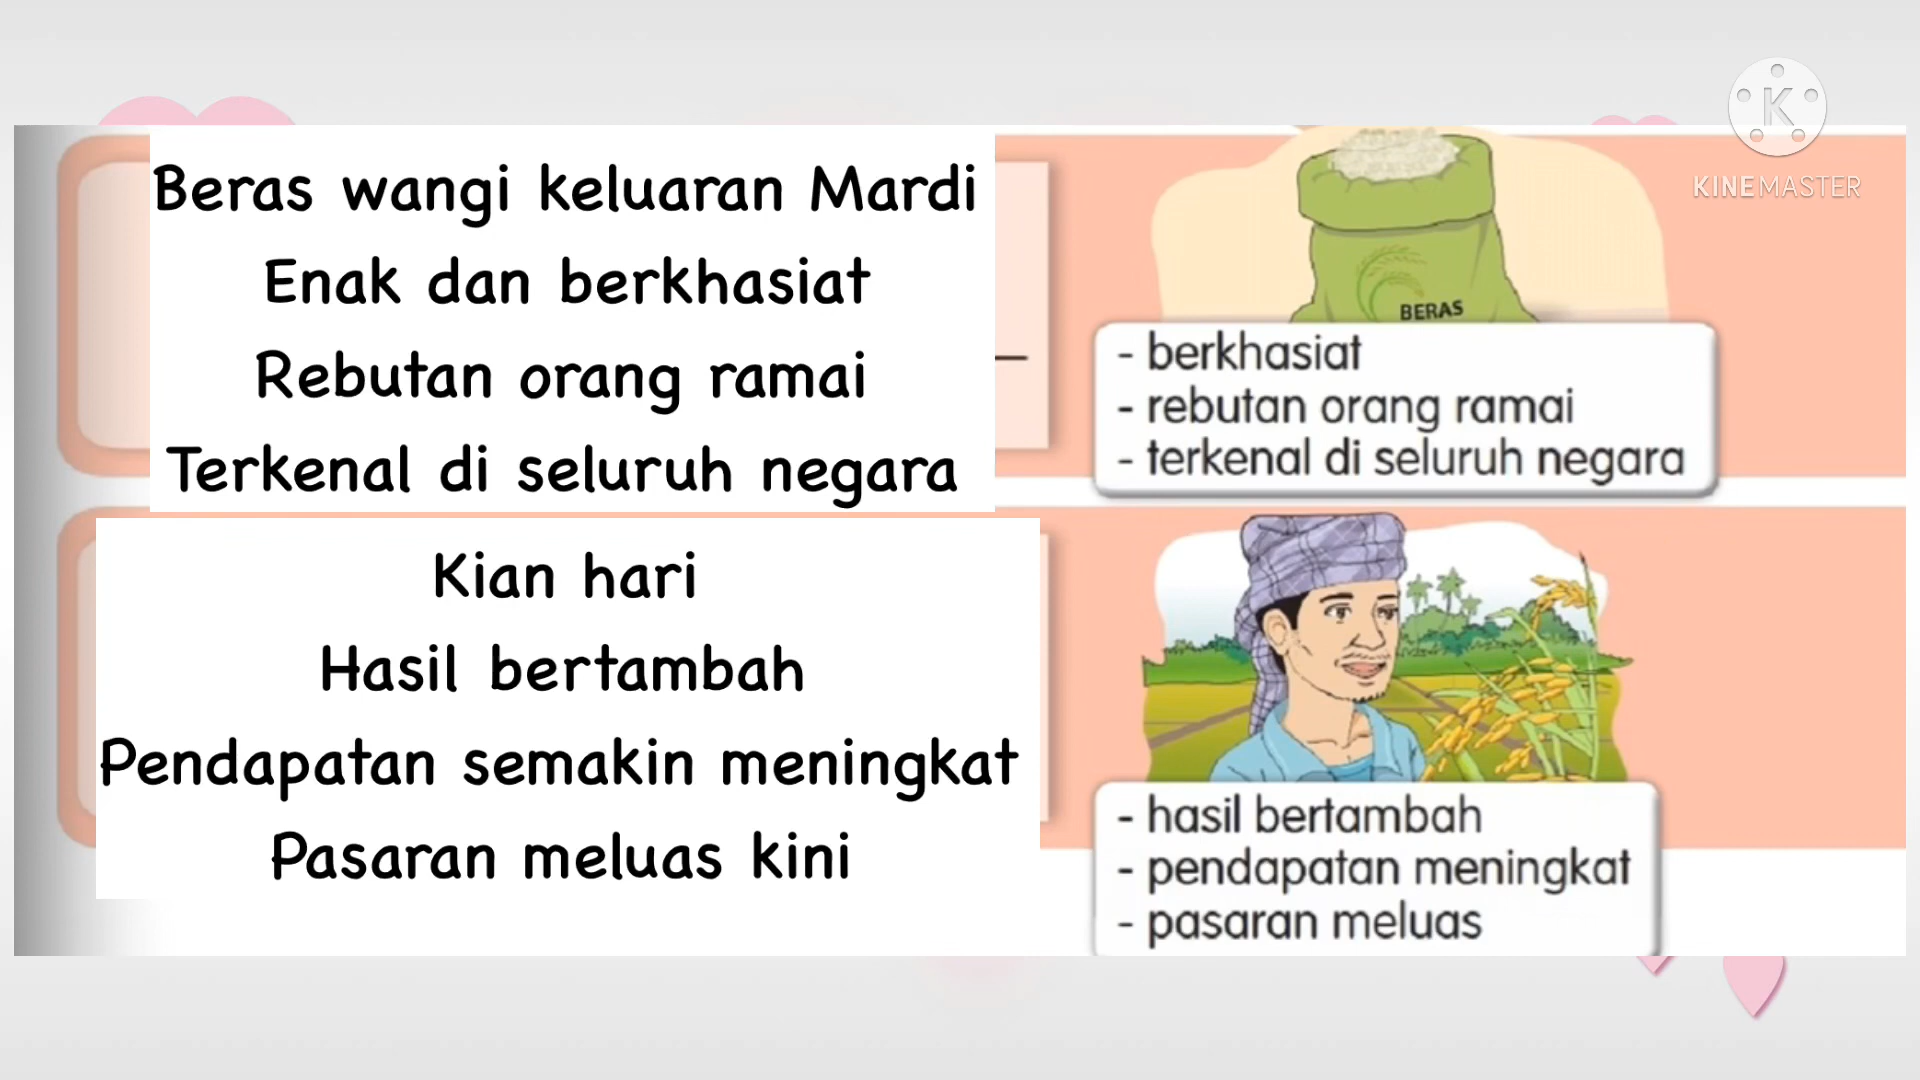 KINEMASTER
Beras wangi keluaran Mardi
Enak dan berkhasiat
Rebutan orang ramai
Terkenal di seluruh negara
BERAS
- berkhasiat
- rebutan orang ramai
- terkenal di seluruh negara
Kian hari
Hasil bertambah
Pendapatan semakin meningkat
Pasaran meluas kini
- hasil bertambah
- pendapatan meningkat
- pasaran meluas